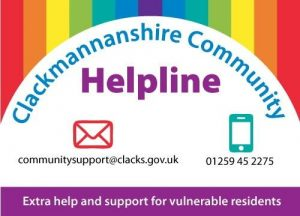 Clackmannanshire Community
Helpline
communitysupport@clacks.gov.uk
01259 45 2275
Extra help and support for vulnerable residents